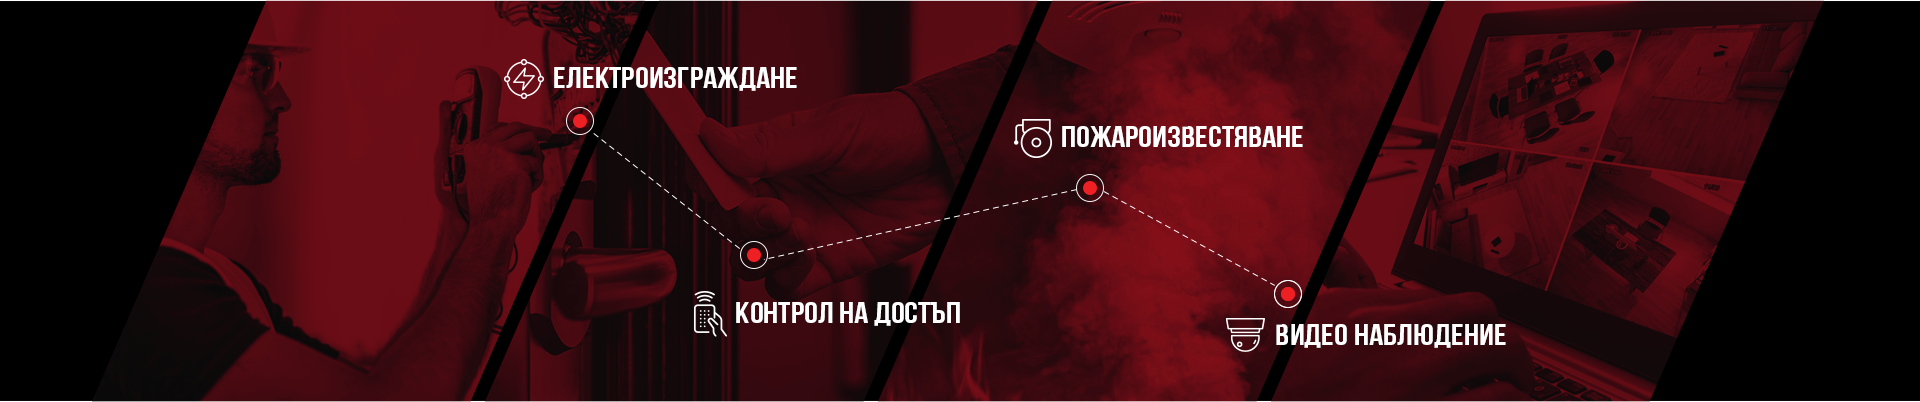 ЕЛЕКТРОИЗГРАЖДАНЕ
ПОЖАРОИЗВЕСТЯВАНЕ
КОНТРОЛ НА ДОСТЪП
ВИДЕО НАБЛЮДЕНИЕ